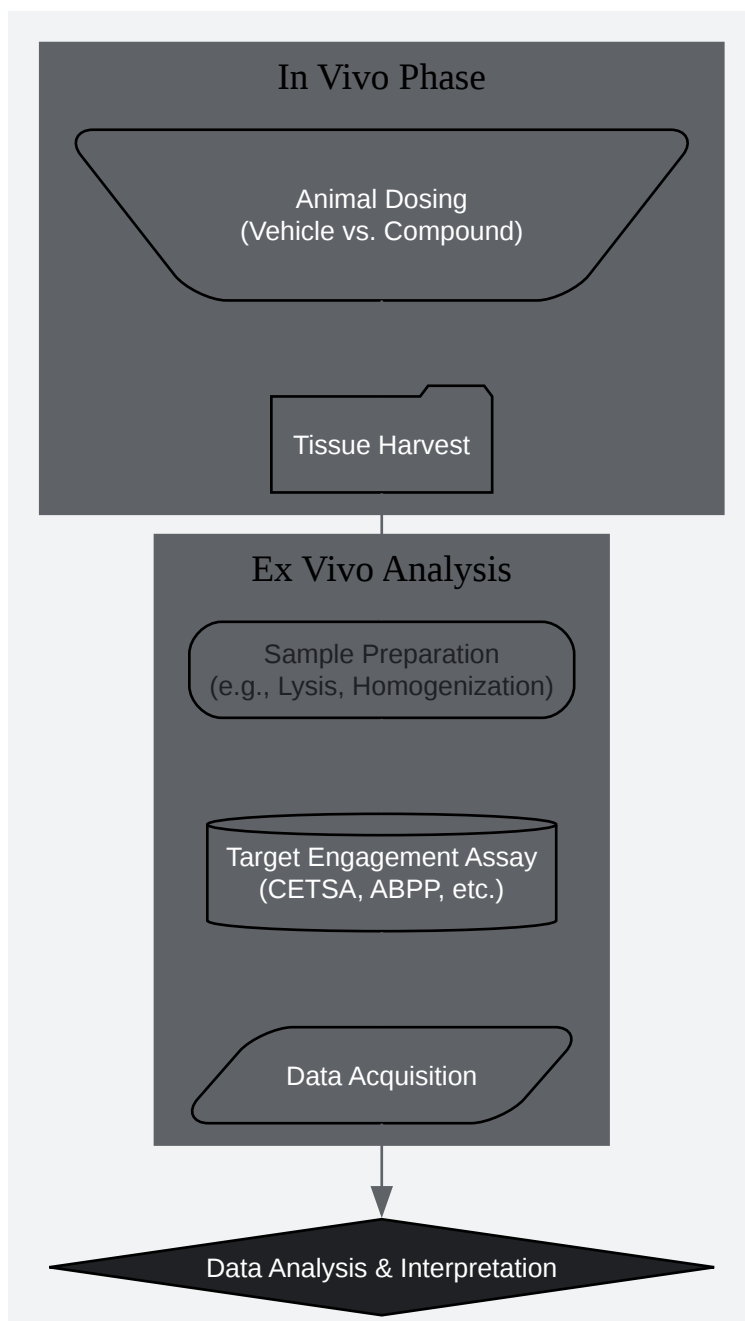 In Vivo Phase
Animal Dosing
(Vehicle vs. Compound)
Tissue Harvest
Ex Vivo Analysis
Sample Preparation
(e.g., Lysis, Homogenization)
Target Engagement Assay
(CETSA, ABPP, etc.)
Data Acquisition
Data Analysis & Interpretation